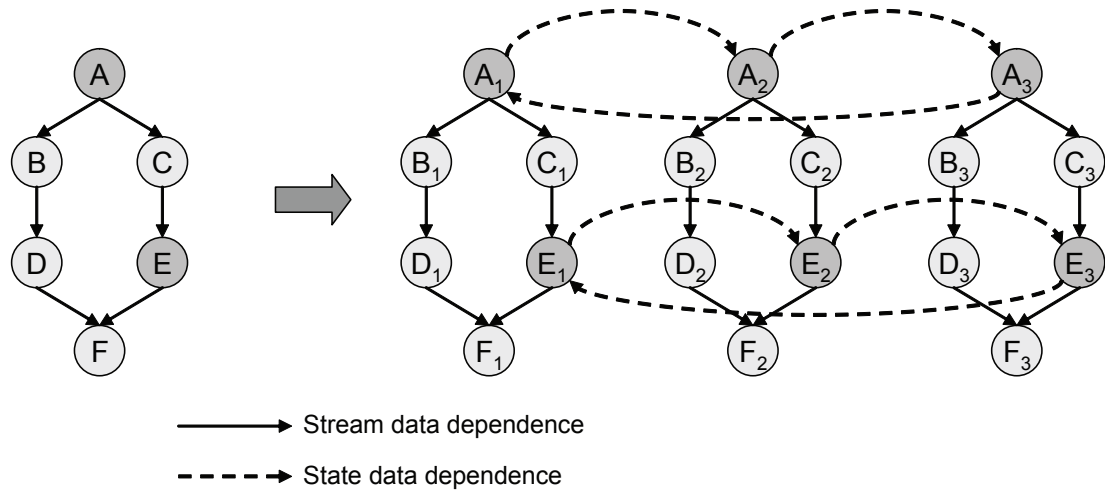 A
A₁ A₂ A₃
B C
B₁ C₁ B₂ C₂ B₃ C₃
D E
D₁ E₁ D₂ E₂ D₃ E₃
F
F₁ F₂ F₃
Stream data dependence
State data dependence